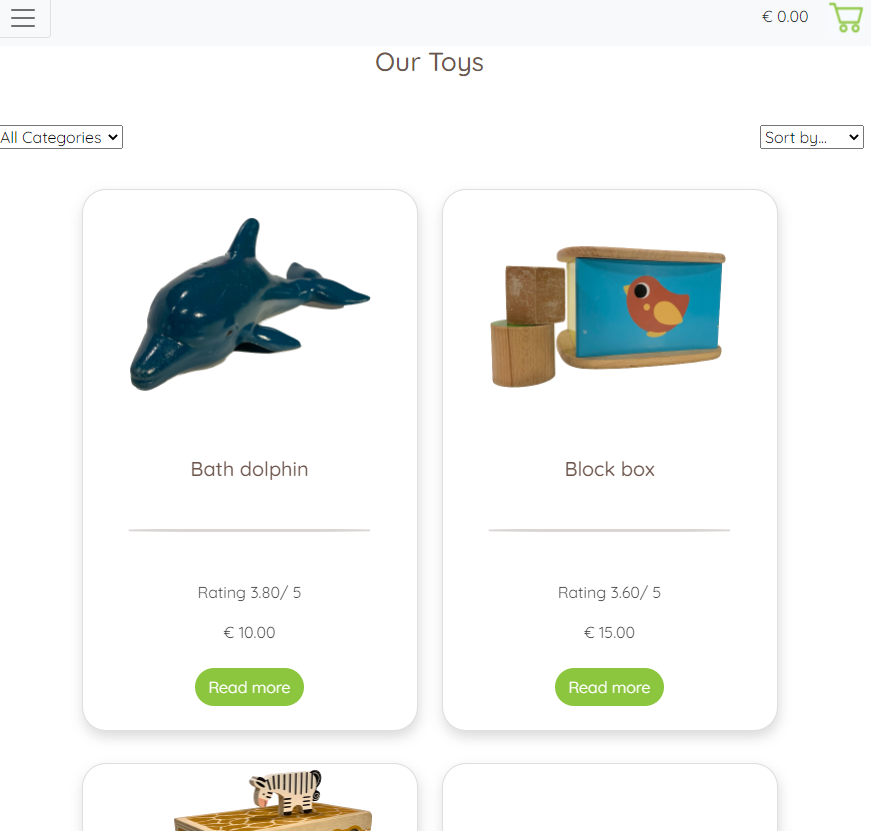 € 0.00
Our Toys
All Categories
Sort by...
Bath dolphin
Block box
Rating 3.80/ 5
Rating 3.60/ 5
€ 10.00
€ 15.00
Read more
Read more